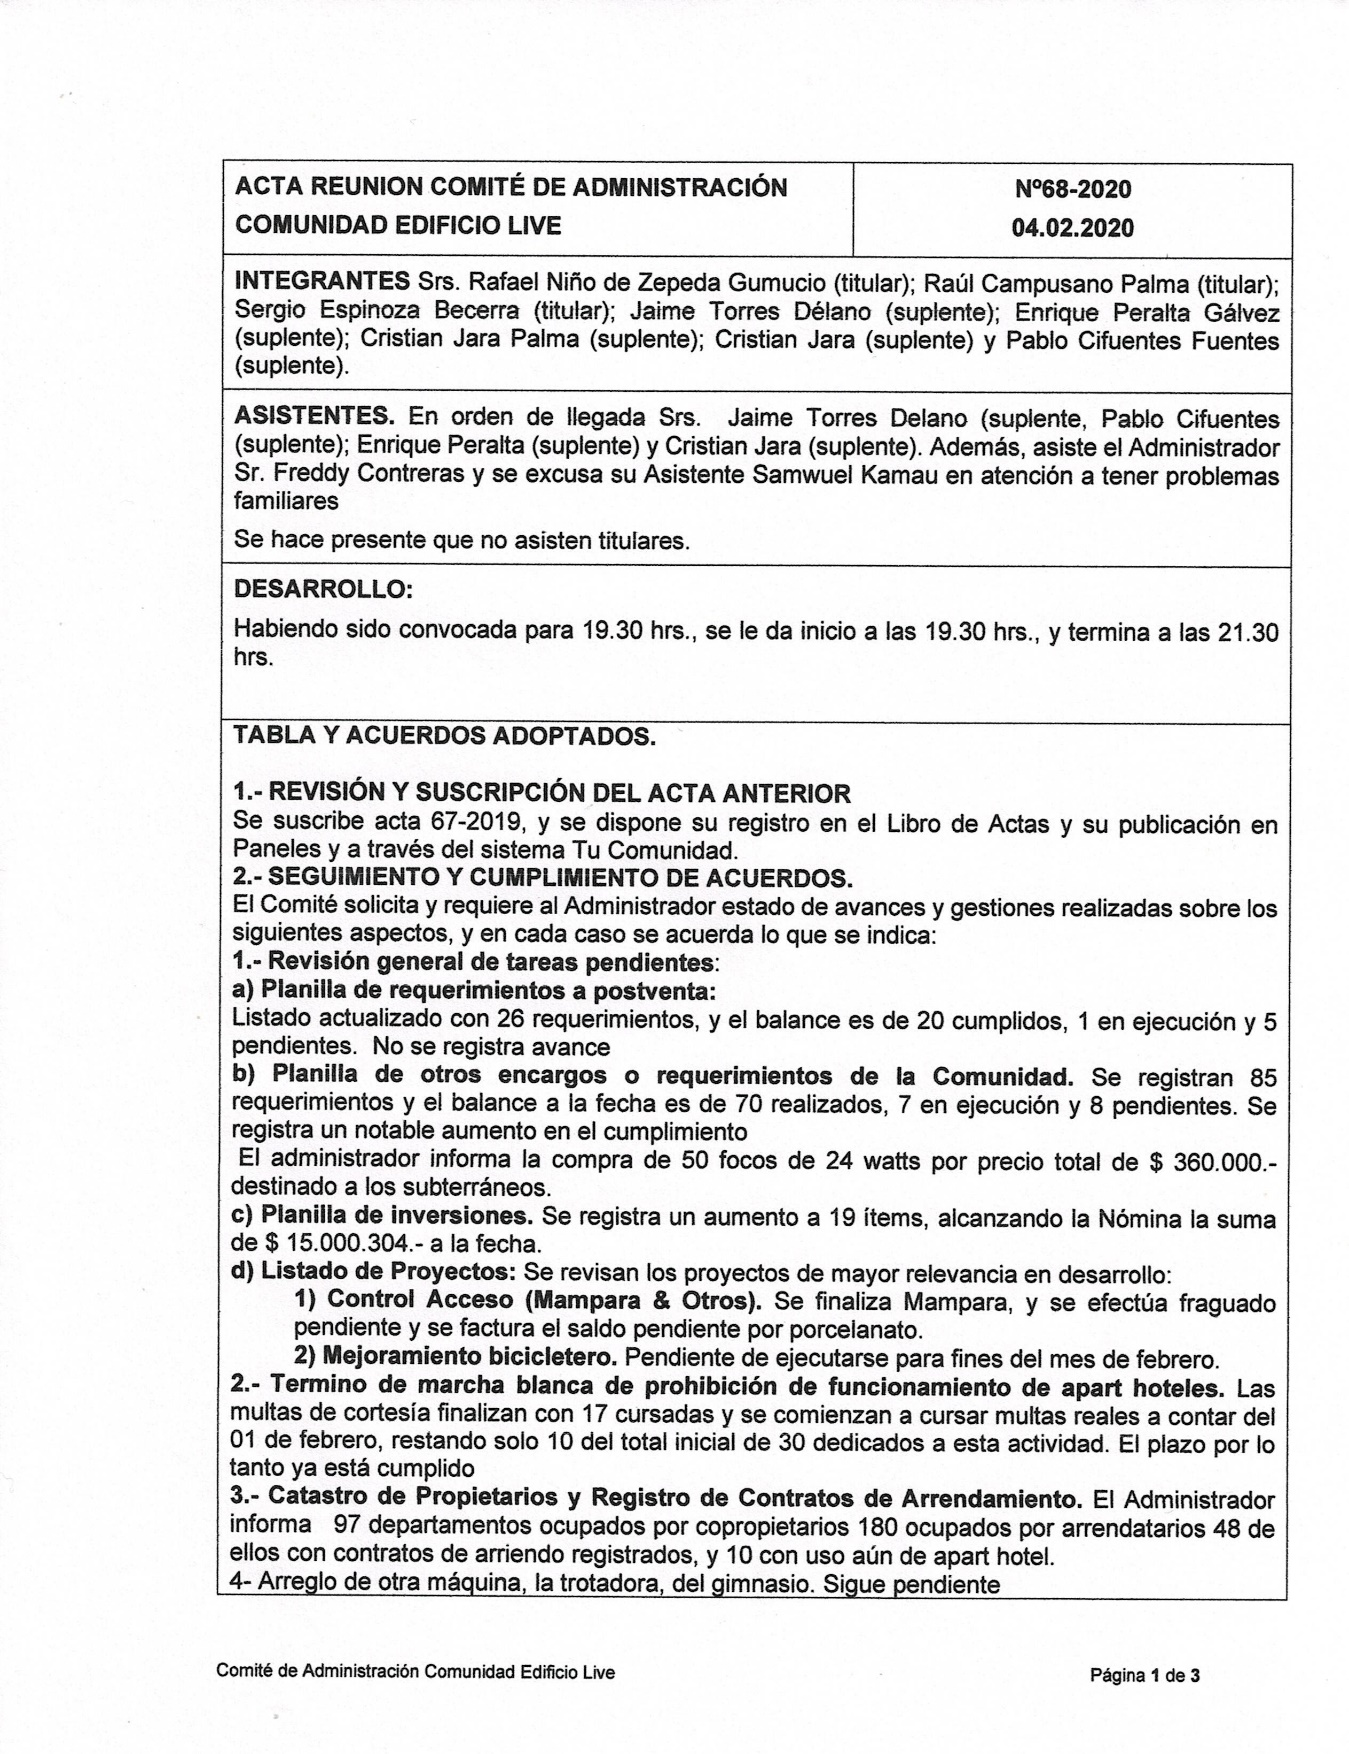 ACTA REUNION COMITÉ DE ADMINISTRACIÓN
COMUNIDAD EDIFICIO LIVE
Nº68-2020
04.02.2020
INTEGRANTES Srs. Rafael Niño de Zepeda Gumucio (titular); Raúl Campusano Palma (titular);
Sergio Espinoza Becerra (titular); Jaime Torres Délano (suplente); Enrique Peralta Gálvez
(suplente); Cristian Jara Palma (suplente); Cristian Jara (suplente) y Pablo Cifuentes Fuentes
(suplente).
ASISTENTES. En orden de llegada Srs. Jaime Torres Delano (suplente, Pablo Cifuentes
(suplente); Enrique Peralta (suplente) y Cristian Jara (suplente). Además, asiste el Administrador
Sr. Freddy Contreras y se excusa su Asistente Samwuel Kamau en atención a tener problemas
familiares
Se hace presente que no asisten titulares.
DESARROLLO:
Habiendo sido convocada para 19.30 hrs., se le da inicio a las 19.30 hrs., y termina a las 21.30
hrs.
TABLA Y ACUERDOS ADOPTADOS.
1.- REVISIÓN Y SUSCRIPCIÓN DEL ACTA ANTERIOR
Se suscribe acta 67-2019, y se dispone su registro en el Libro de Actas y su publicación en
Paneles y a través del sistema Tu Comunidad.
2.- SEGUIMIENTO Y CUMPLIMIENTO DE ACUERDOS.
El Comité solicita y requiere al Administrador estado de avances y gestiones realizadas sobre los
siguientes aspectos, y en cada caso se acuerda lo que se indica:
1.- Revisión general de tareas pendientes:
a) Planilla de requerimientos a postventa:
Listado actualizado con 26 requerimientos, y el balance es de 20 cumplidos, 1 en ejecución y 5
pendientes. No se registra avance
b) Planilla de otros encargos o requerimientos de la Comunidad. Se registran 85
requerimientos y el balance a la fecha es de 70 realizados, 7 en ejecución y 8 pendientes. Se
registra un notable aumento en el cumplimiento
El administrador informa la compra de 50 focos de 24 watts por precio total de $ 360.000.-
destinado a los subterráneos.
c) Planilla de inversiones. Se registra un aumento a 19 ítems, alcanzando la Nómina la suma
de $ 15.000.304.- a la fecha.
d) Listado de Proyectos: Se revisan los proyectos de mayor relevancia en desarrollo:
1) Control Acceso (Mampara & Otros). Se finaliza Mampara, y se efectúa fraguado
pendiente y se factura el saldo pendiente por porcelanato.
2) Mejoramiento bicicletero. Pendiente de ejecutarse para fines del mes de febrero.
2.- Termino de marcha blanca de prohibición de funcionamiento de apart hoteles. Las
multas de cortesía finalizan con 17 cursadas y se comienzan a cursar multas reales a contar del
01 de febrero, restando solo 10 del total inicial de 30 dedicados a esta actividad. El plazo por lo
tanto ya está cumplido
3.- Catastro de Propietarios y Registro de Contratos de Arrendamiento. El Administrador
informa 97 departamentos ocupados por copropietarios 180 ocupados por arrendatarios 48 de
ellos con contratos de arriendo registrados, y 10 con uso aún de apart hotel.
4- Arreglo de otra máquina, la trotadora, del gimnasio. Sigue pendiente
Comité de Administración Comunidad Edificio Live
Página 1 de 3